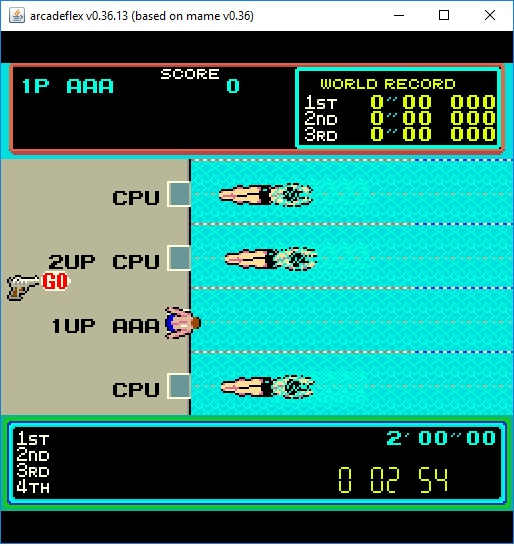 arcadeflex v0.36.13 (based on mame v0.36)
SCORE
1P AAA 0
WORLD RECORD
1ST 0"00 000
2ND 0"00 000
3RD 0"00 000
CPU
2UP CPU
GO
1UP AAA
CPU
1ST 2'00"00
2ND
3RD
4TH 0 02 54